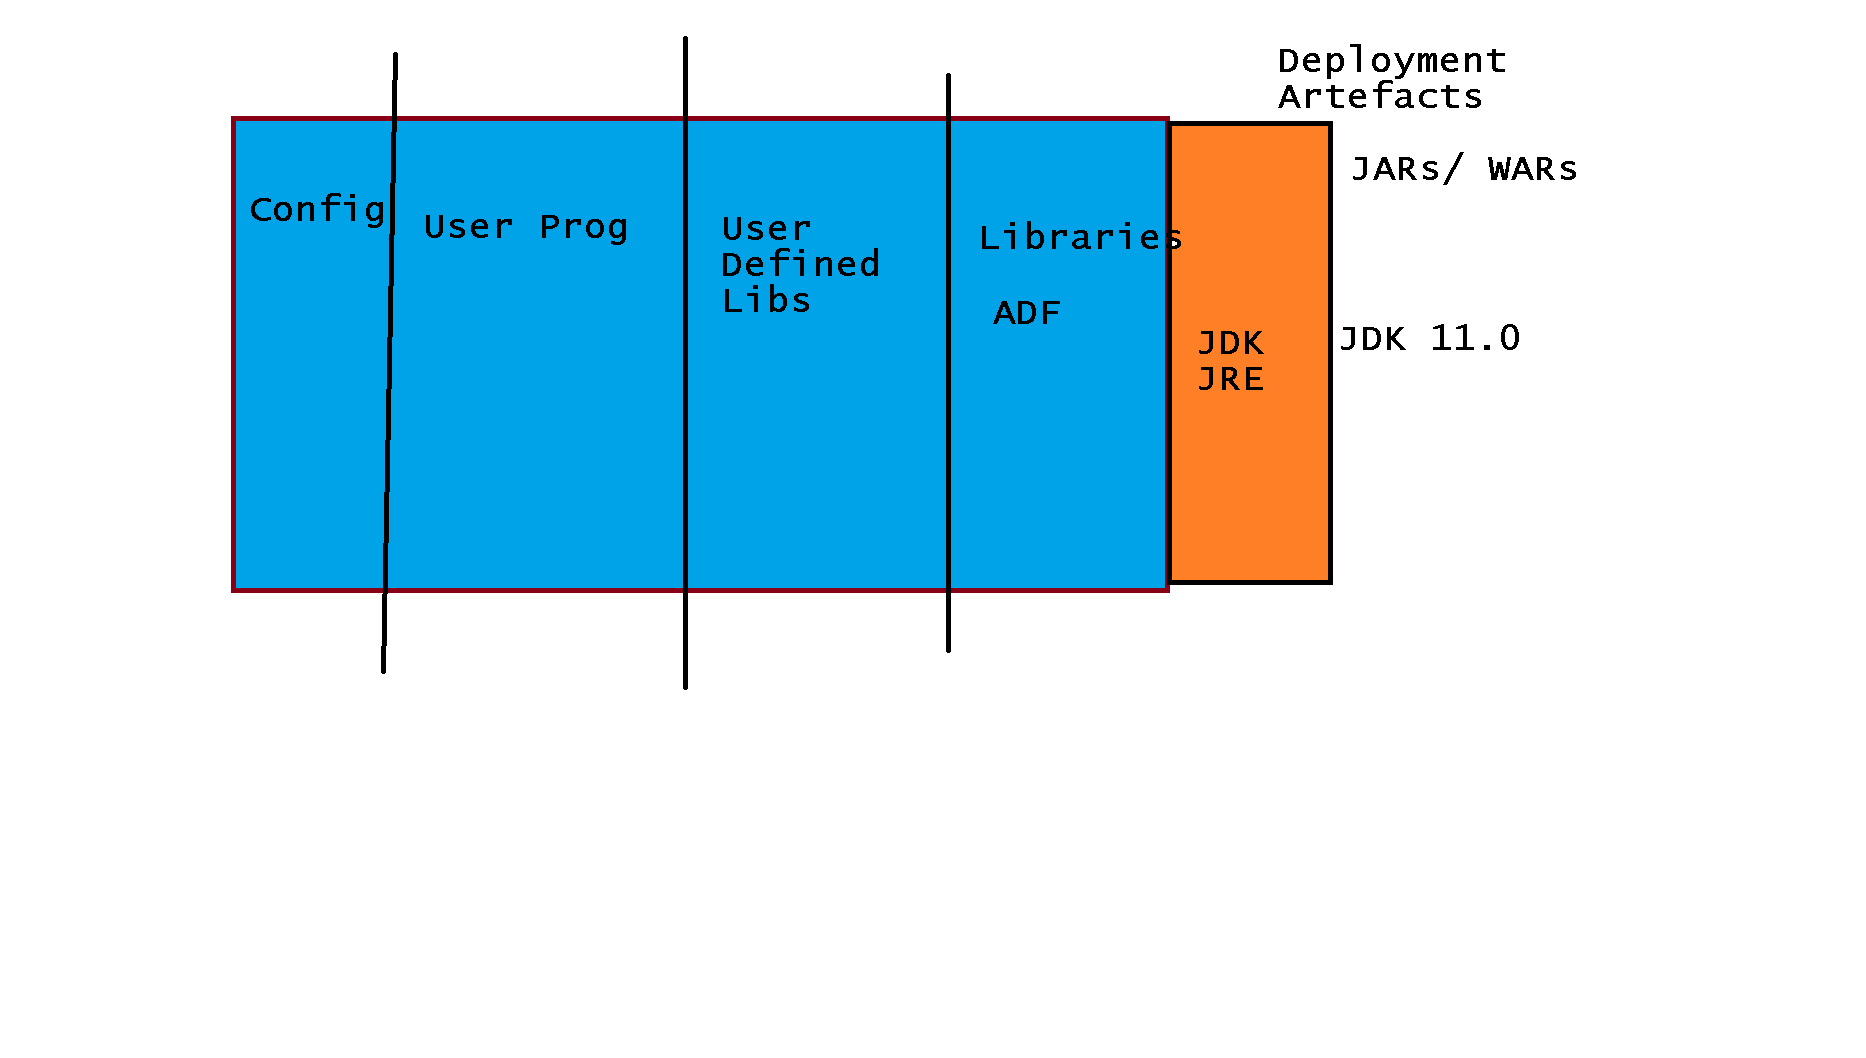 Deployment
Artefacts
JARs/ WARs
Config
User Prog
User
Defined
Libs
Libraries
ADF
JDK
JRE
JDK 11.0